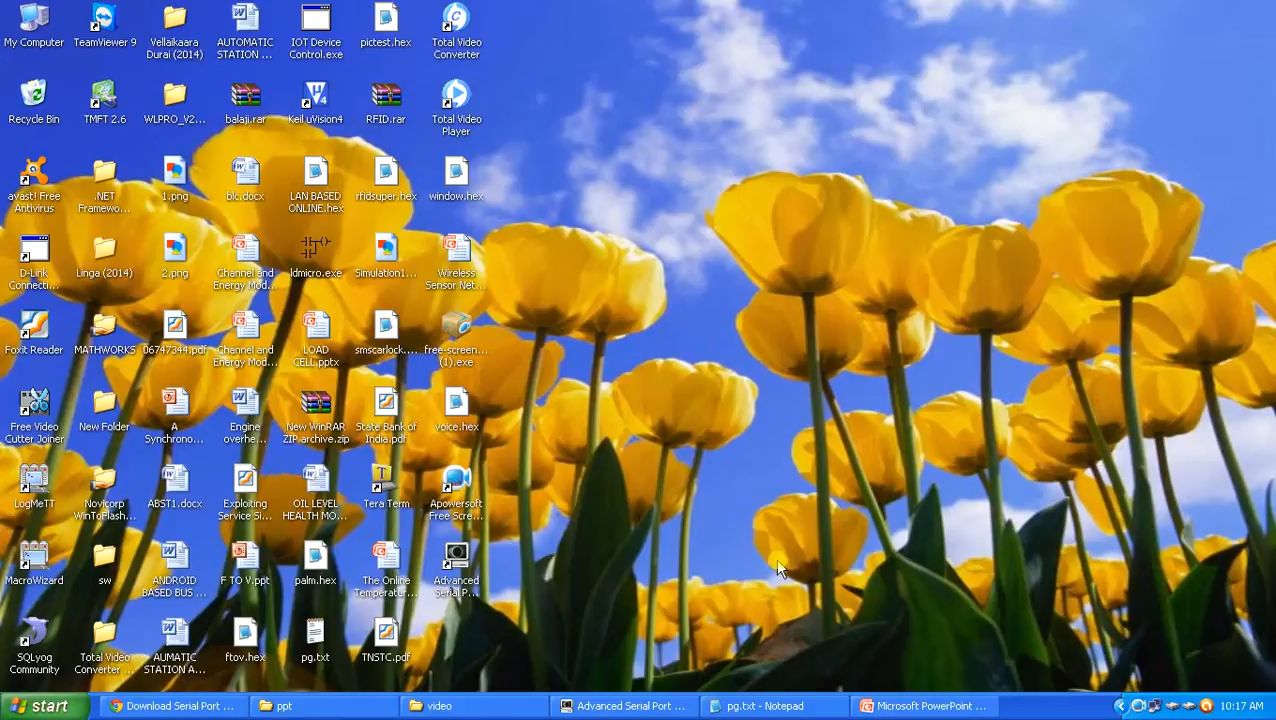 My Computer
TeamViewer 9
Vellaikaara
Durai (2014)
AUTOMATIC
STATION ...
IOT Device
Control.exe
pictest.hex
Total Video
Converter
Recycle Bin
TMFT 2.6
WLPRO_V2...
balaji.rar
Keil uVision4
RFID.rar
Total Video
Player
avast! Free
Antivirus
.NET
Framewo...
1.png
blc.docx
LAN BASED
ONLINE.hex
rfidsuper.hex
window.hex
D-Link
Connecti...
Linga (2014)
2.png
Channel and
Energy Mod...
ldmicro.exe
Simulation1...
Wireless
Sensor Net...
Foxit Reader
MATHWORKS
06747344.pdf
Channel and
Energy Mod...
LOAD
CELL.pptx
smscarlock....
free-screen...
(1).exe
Free Video
Cutter Joiner
New Folder
A
Synchrono...
Engine
overhe...
New WinRAR
ZIP archive.zip
State Bank of
India.pdf
voice.hex
LogMeTT
Novicorp
WinToFlash...
ABST1.docx
Exploiting
Service Si...
OIL LEVEL
HEALTH MO...
Tera Term
Apowersoft
Free Scre...
MacroWizard
sw
ANDROID
BASED BUS ...
F TO V.ppt
palm.hex
The Online
Temperatur...
Advanced
Serial P...
SQLyog
Community
Total Video
Converter ...
AUMATIC
STATION A...
ftov.hex
pg.txt
TNSTC.pdf
start
Download Serial Port ...
ppt
video
Advanced Serial Port ...
pg.txt - Notepad
Microsoft PowerPoint ...
10:17 AM